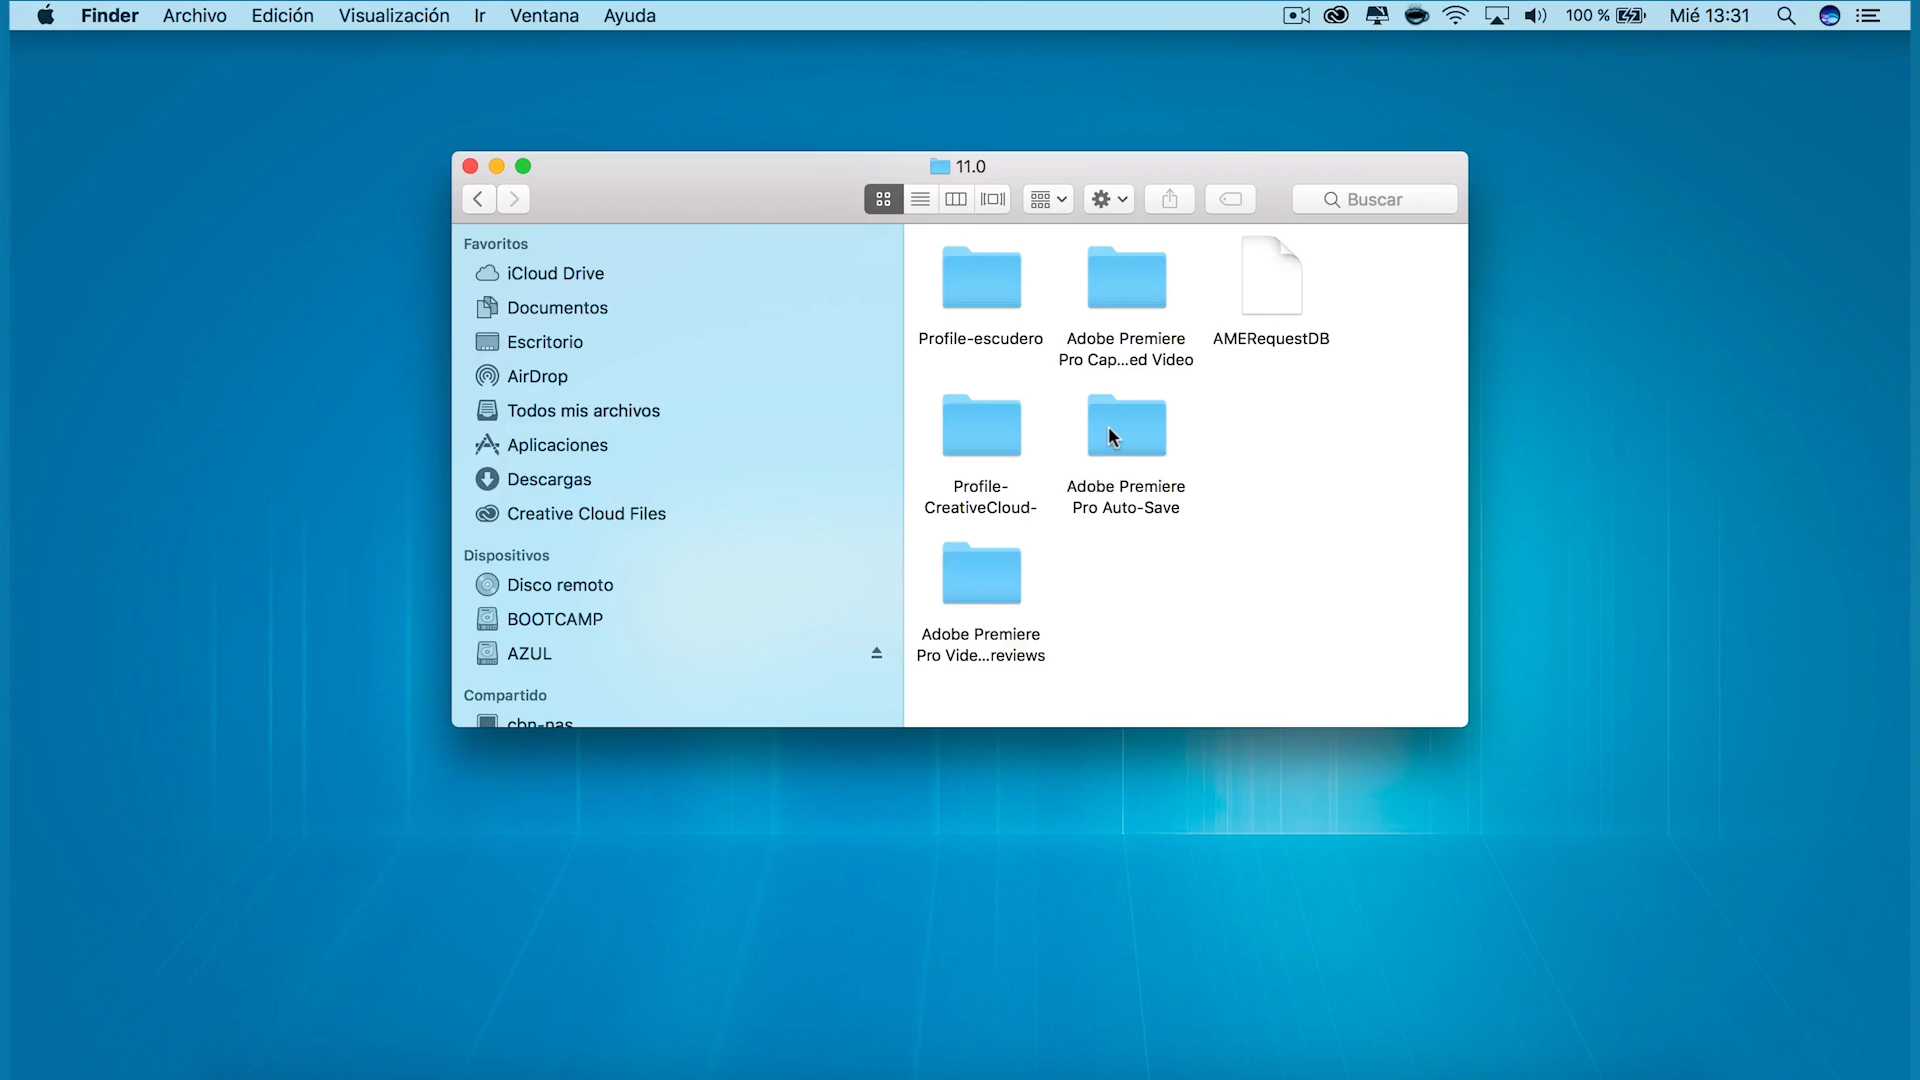 Finder Archivo Edición Visualización Ir Ventana Ayuda 100 % Mié 13:31
11.0
Buscar
Favoritos
iCloud Drive
Documentos
Escritorio
AirDrop
Todos mis archivos
Aplicaciones
Descargas
Creative Cloud Files
Dispositivos
Disco remoto
BOOTCAMP
AZUL
Compartido
cbn-nas
Profile-escudero
Adobe Premiere
Pro Cap...ed Video
AMERequestDB
Profile-
CreativeCloud-
Adobe Premiere
Pro Auto-Save
Adobe Premiere
Pro Vide...reviews